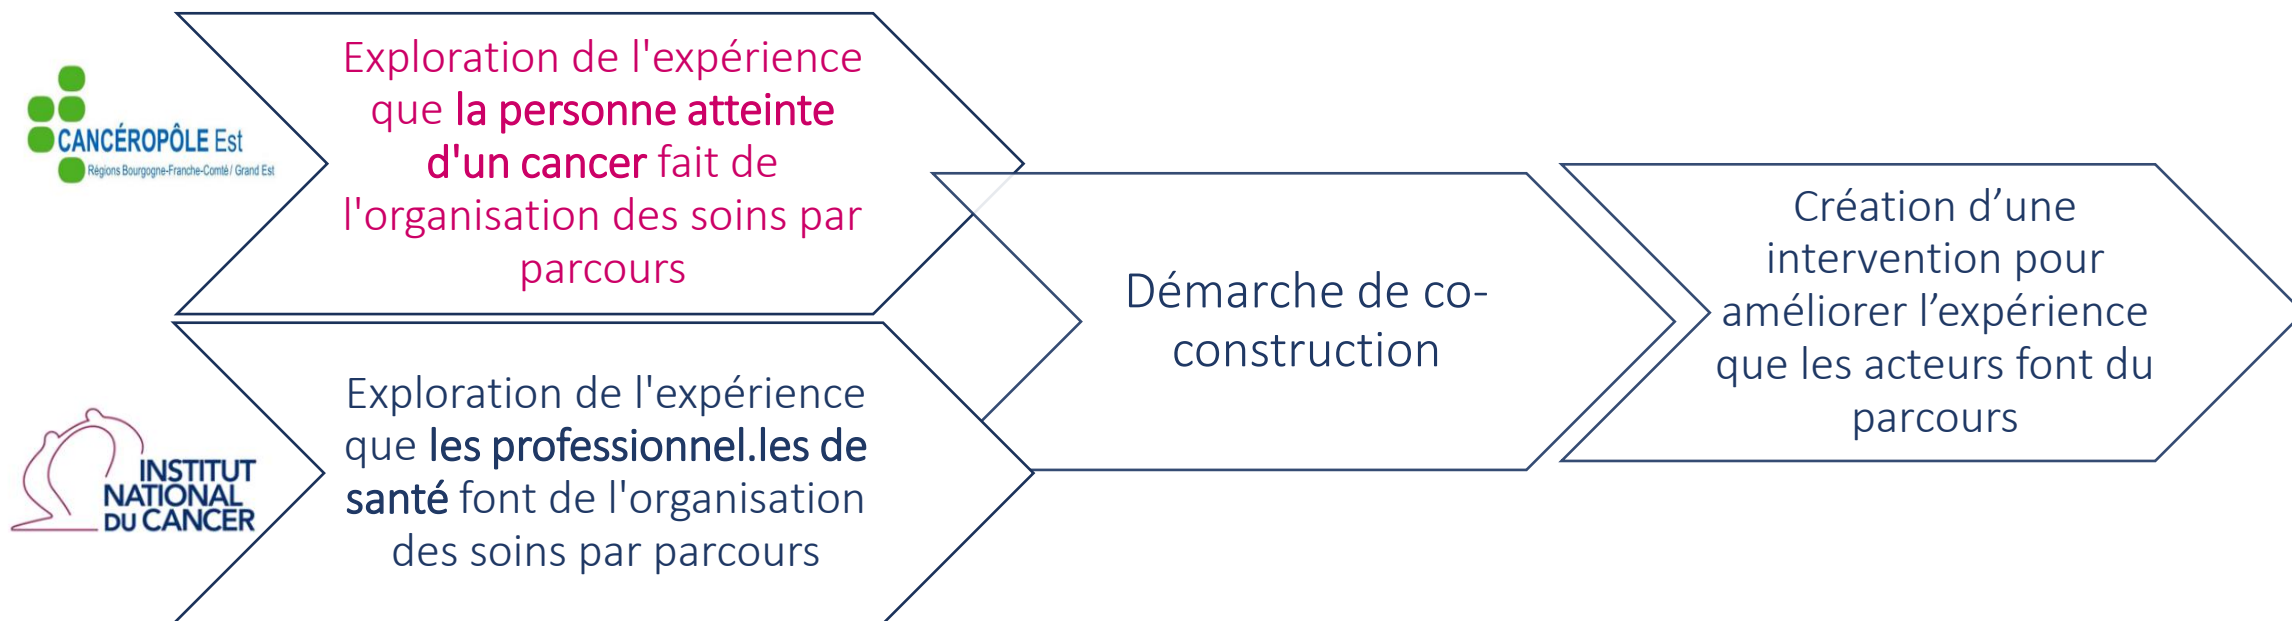 CANCÉROPÔLE Est
Régions Bourgogne-Franche-Comté / Grand Est
Exploration de l'expérience
que la personne atteinte
d'un cancer fait de
l'organisation des soins par
parcours
INSTITUT
NATIONAL
DU CANCER
Exploration de l'expérience
que les professionnel.les de
santé font de l'organisation
des soins par parcours
Démarche de co-
construction
Création d’une
intervention pour
améliorer l’expérience
que les acteurs font du
parcours